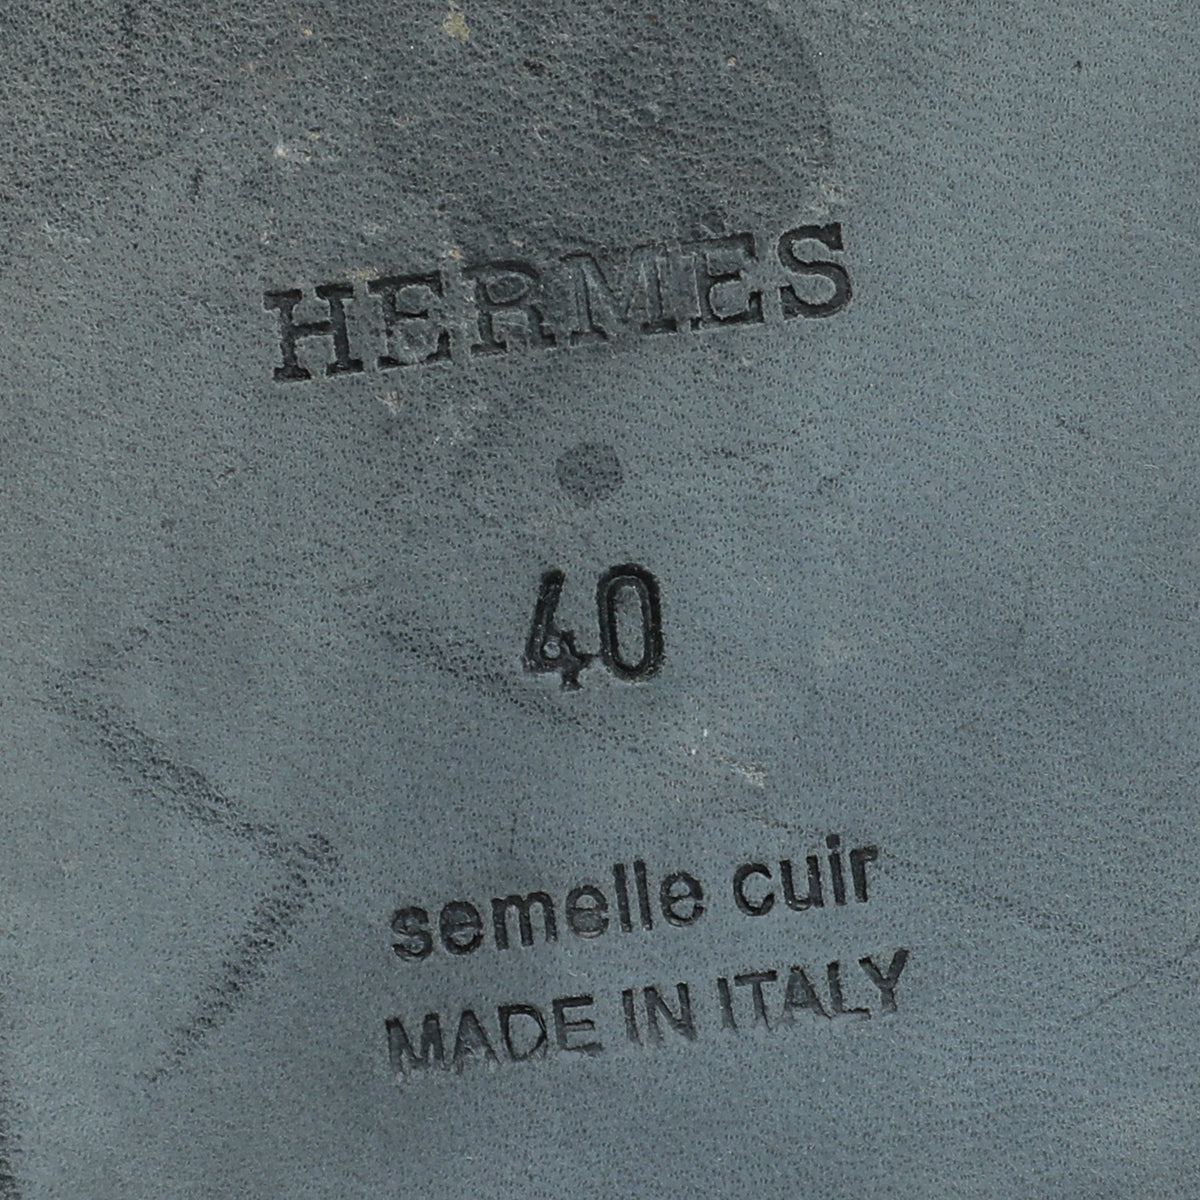 HERMÈS
40
semelle cuir
MADE IN ITALY